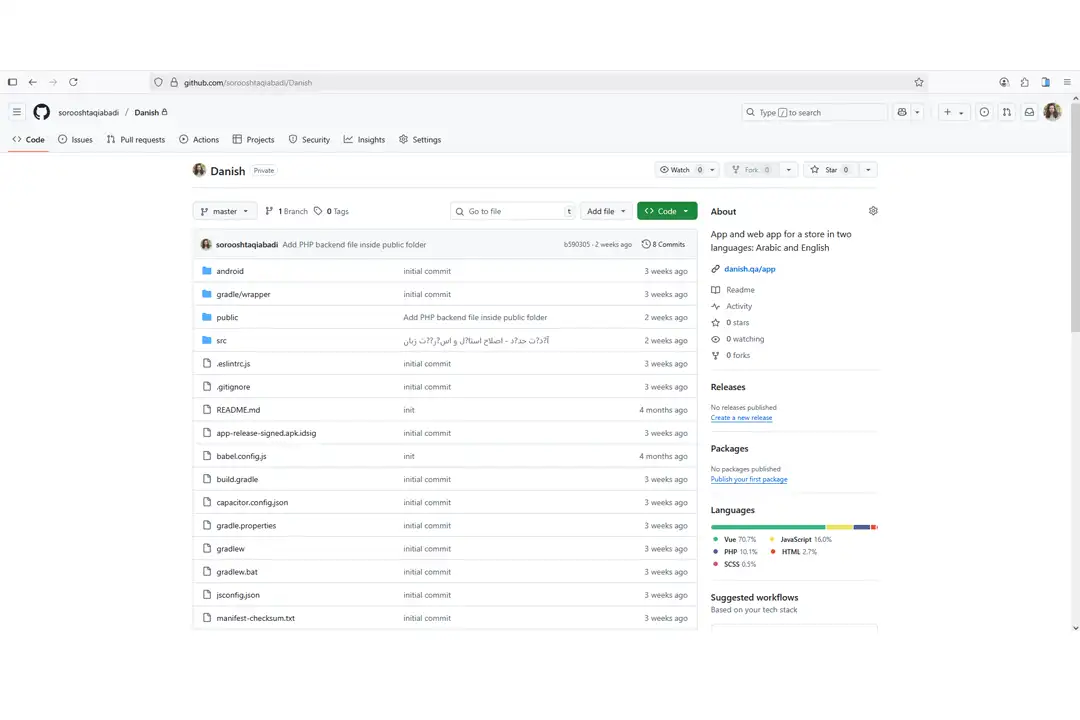 github.com/sorooshtaqiabadi/Danish
sorooshtaqiabadi / Danish
Type / to search
Code Issues Pull requests Actions Projects Security Insights Settings
Danish Private
Watch 0 Fork 0 Star 0
master 1 Branch 0 Tags Go to file t Add file Code
sorooshtaqiabadi Add PHP backend file inside public folder b590305 · 2 weeks ago 8 Commits
android initial commit 3 weeks ago
gradle/wrapper initial commit 3 weeks ago
public Add PHP backend file inside public folder 2 weeks ago
src 2 weeks ago
.eslintrc.js initial commit 3 weeks ago
.gitignore initial commit 3 weeks ago
README.md init 4 months ago
app-release-signed.apk.idsig initial commit 3 weeks ago
babel.config.js init 4 months ago
build.gradle initial commit 3 weeks ago
capacitor.config.json initial commit 3 weeks ago
gradle.properties initial commit 3 weeks ago
gradlew initial commit 3 weeks ago
gradlew.bat initial commit 3 weeks ago
jsconfig.json initial commit 3 weeks ago
manifest-checksum.txt initial commit 3 weeks ago
About
App and web app for a store in two
languages: Arabic and English
danish.qa/app
Readme
Activity
0 stars
0 watching
0 forks
Releases
No releases published
Create a new release
Packages
No packages published
Publish your first package
Languages
Vue 70.7% JavaScript 16.0%
PHP 10.1% HTML 2.7%
SCSS 0.5%
Suggested workflows
Based on your tech stack